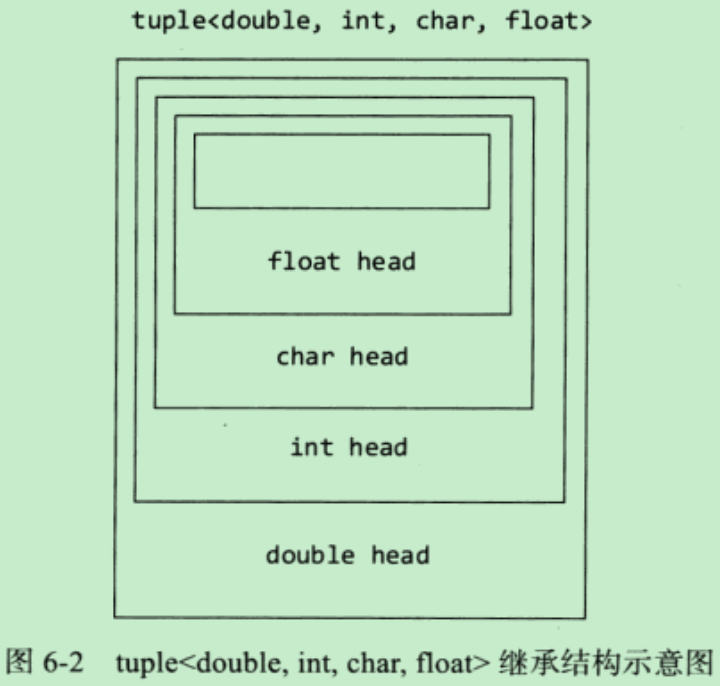 tuple<double, int, char, float>
float head
char head
int head
double head
图 6-2 tuple<double, int, char, float> 继承结构示意图